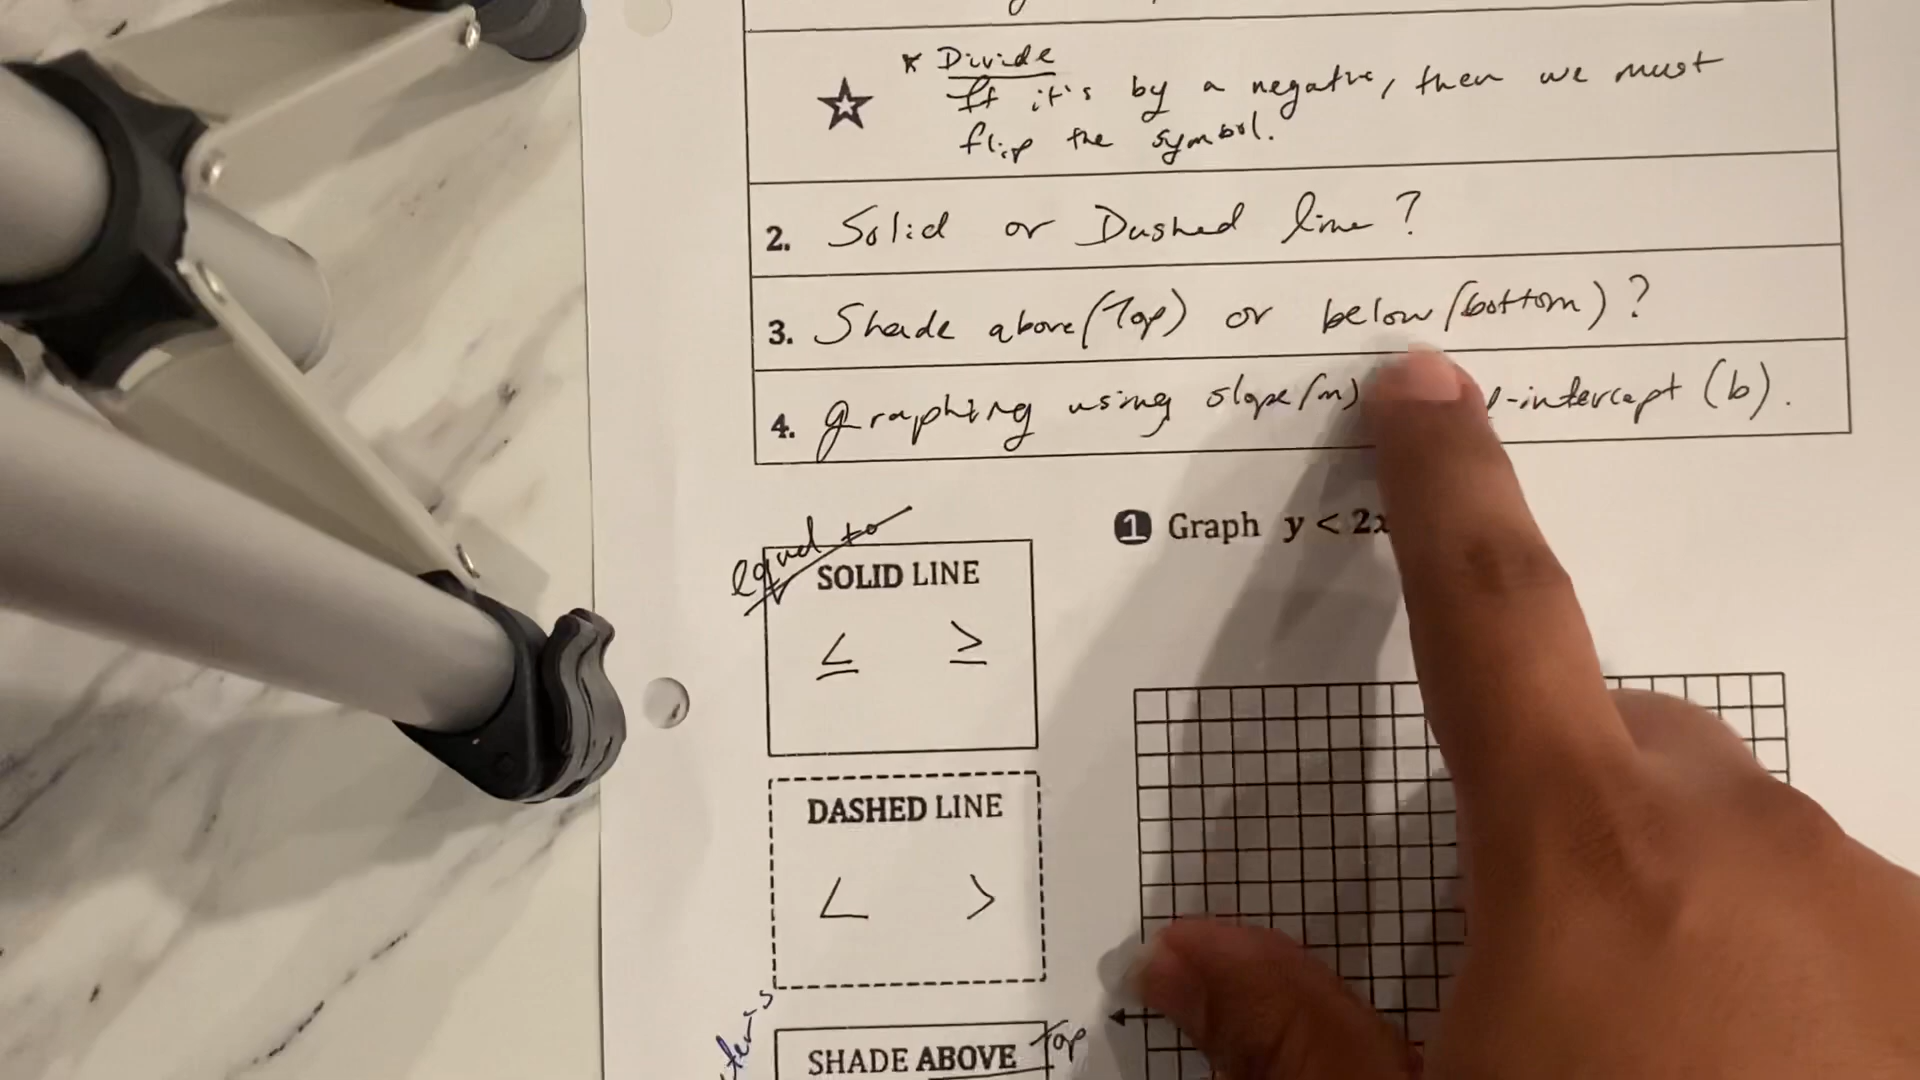 * Divide
If it's by a negative, then we must
flip the symbol.
2. Solid or Dashed line?
3. Shade above (Top) or below (bottom)?
4. graphing using slope (m) -intercept (b).
equal to
SOLID LINE
≤ ≥
1 Graph y < 2x
DASHED LINE
< >
SHADE ABOVE Top